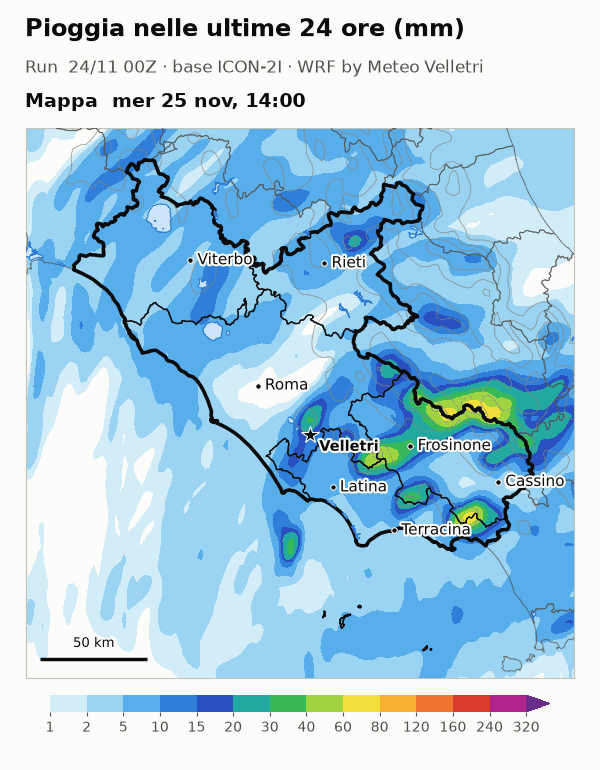 Pioggia nelle ultime 24 ore (mm)
Run 24/11 00Z · base ICON-2I · WRF by Meteo Velletri
Mappa mer 25 nov, 14:00
Viterbo
Rieti
Roma
Velletri
Frosinone
Latina
Cassino
Terracina
50 km
1 2 5 10 15 20 30 40 60 80 120 160 240 320